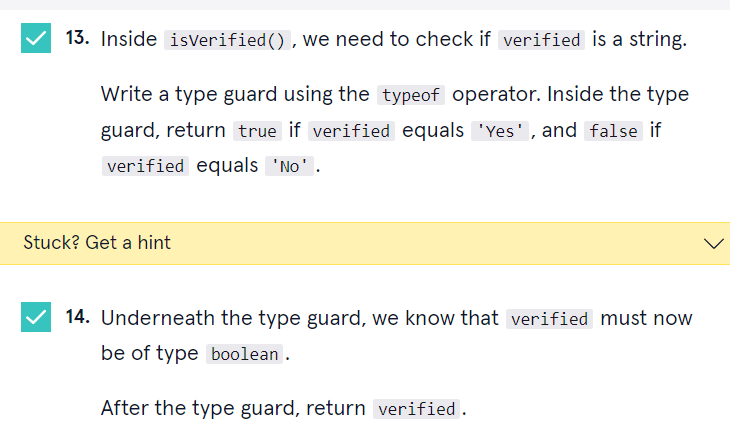 13. Inside isVerified(), we need to check if verified is a string.
Write a type guard using the typeof operator. Inside the type
guard, return true if verified equals 'Yes', and false if
verified equals 'No'.
Stuck? Get a hint
14. Underneath the type guard, we know that verified must now
be of type boolean.
After the type guard, return verified.